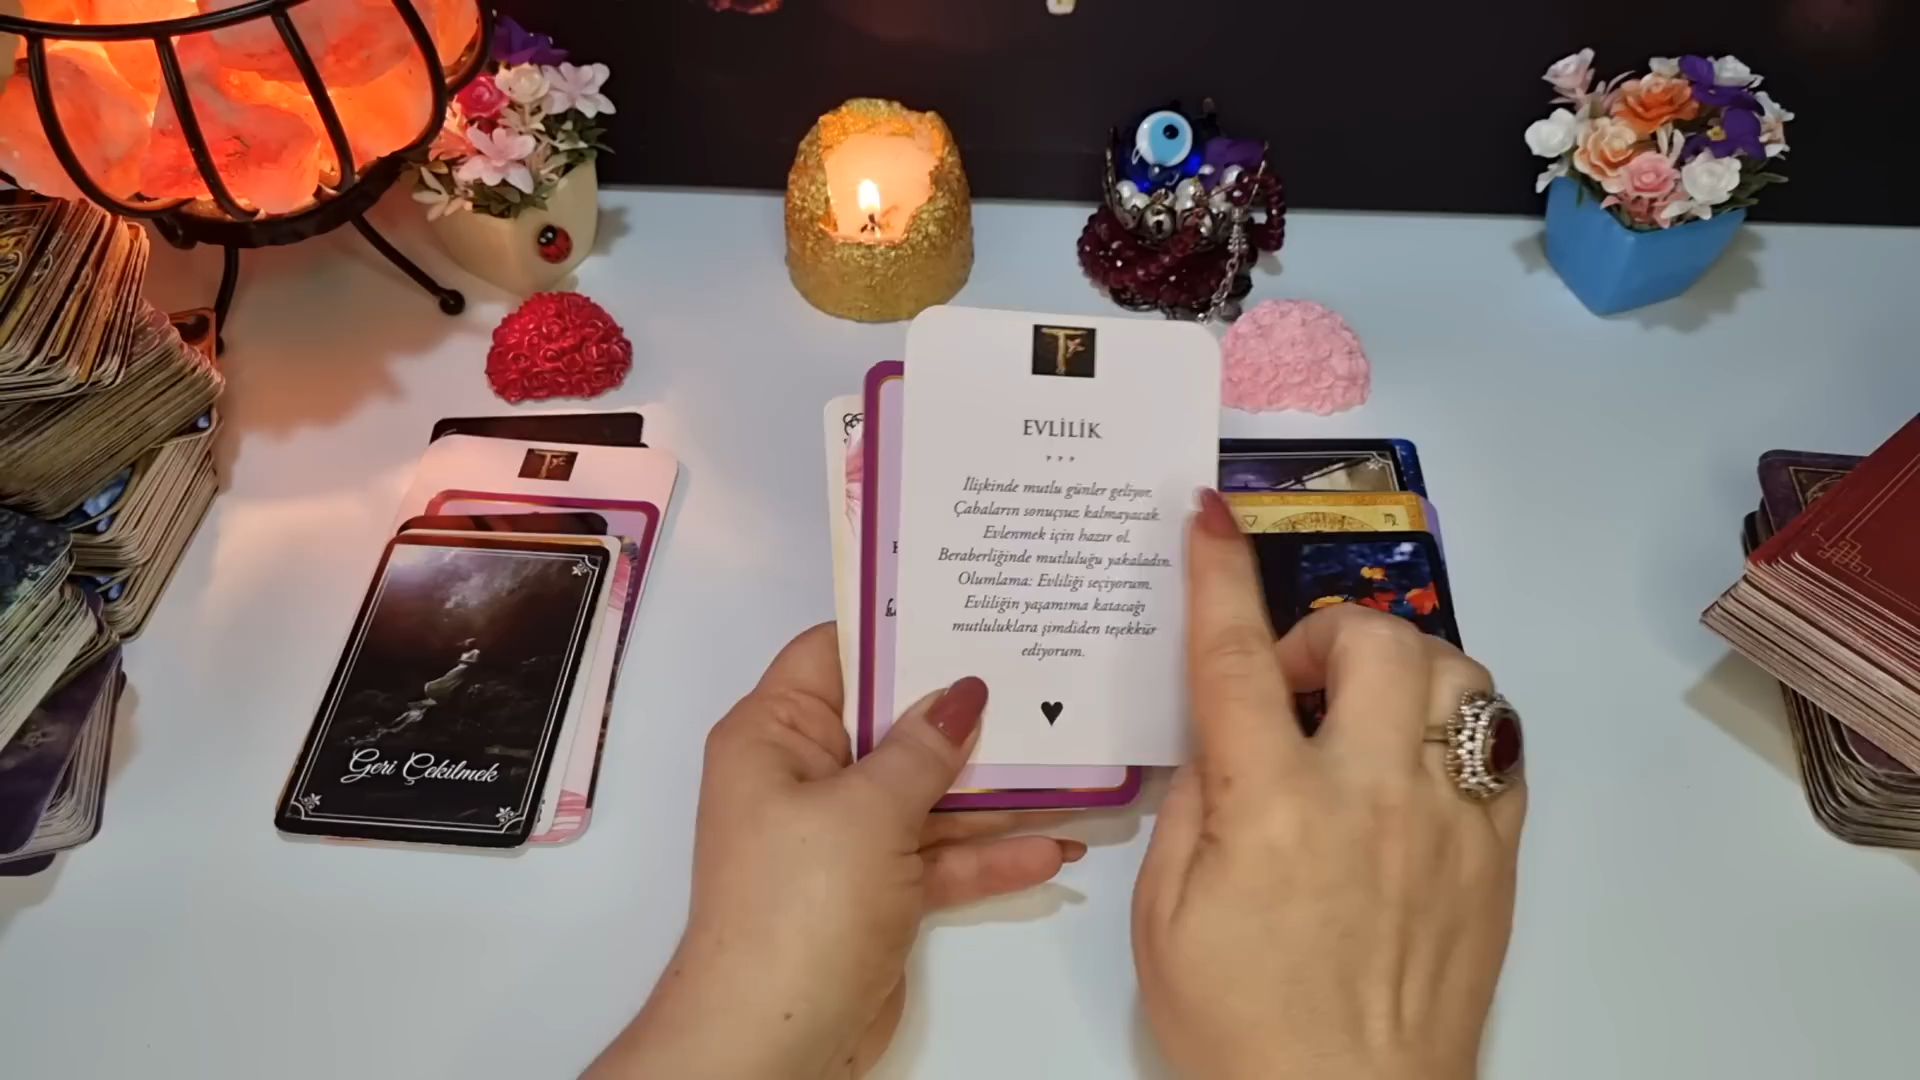 EVLİLİK
Ilişkinde mutlu günler geliyor.
Çabaların sonuçsuz kalmayacak.
Evlenmek için hazır ol.
Beraberliğinde mutluluğu yakaladın.
Olumlama: Evliliği seçiyorum.
Evliliğin yaşamıma katacağı
mutluluklara şimdiden teşekkür
ediyorum.
Geri Çekilmek